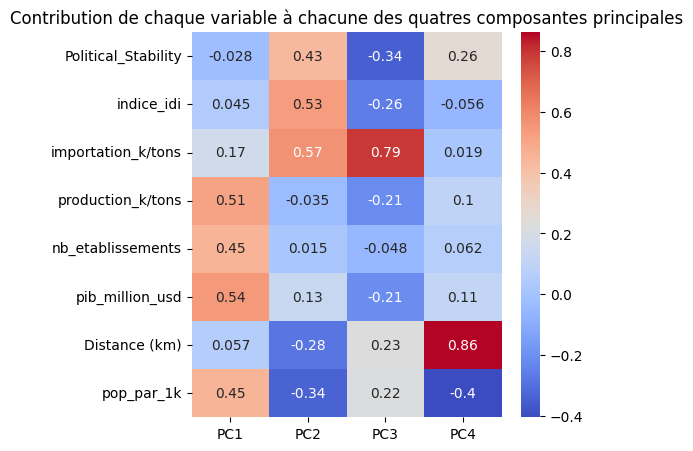 Contribution de chaque variable à chacune des quatres composantes principales
Political_Stability -0.028 0.43 -0.34 0.26
indice_idi 0.045 0.53 -0.26 -0.056
importation_k/tons 0.17 0.57 0.79 0.019
production_k/tons 0.51 -0.035 -0.21 0.1
nb_etablissements 0.45 0.015 -0.048 0.062
pib_million_usd 0.54 0.13 -0.21 0.11
Distance (km) 0.057 -0.28 0.23 0.86
pop_par_1k 0.45 -0.34 0.22 -0.4
PC1 PC2 PC3 PC4
0.8
0.6
0.4
0.2
0.0
−0.2
−0.4